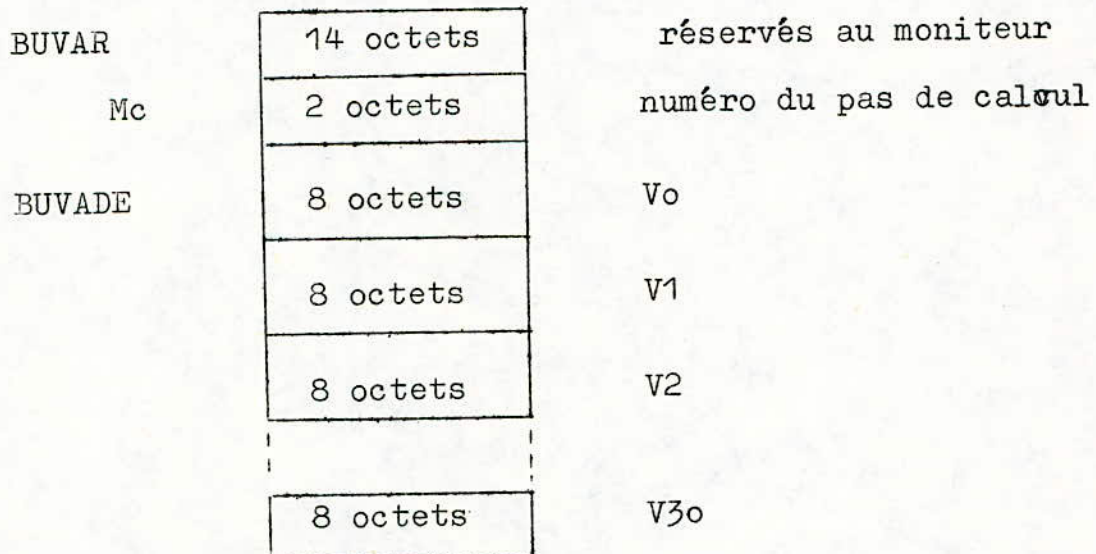 BUVAR 14 octets réservés au moniteur
Mc 2 octets numéro du pas de calcul
BUVADE 8 octets Vo
8 octets V1
8 octets V2
8 octets V3o